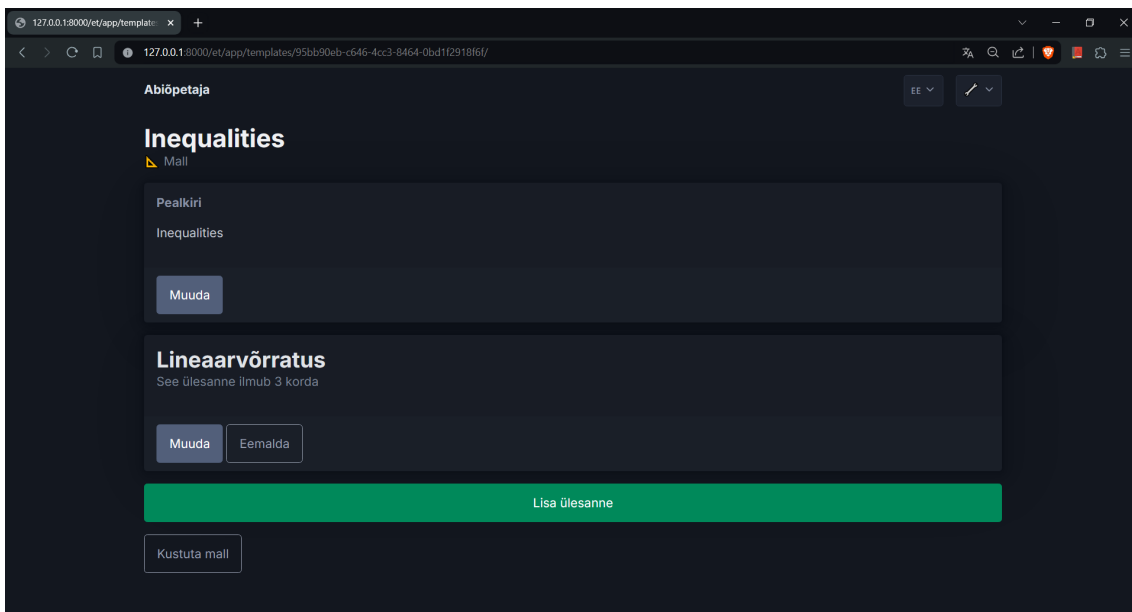 127.0.0.1:8000/et/app/template
127.0.0.1:8000/et/app/templates/95bb90eb-c646-4cc3-8464-0bd1f2918f6f/
Abiõpetaja
EE
Inequalities
Mall
Pealkiri
Inequalities
Muuda
Lineaarvõrratus
See ülesanne ilmub 3 korda
Muuda Eemalda
Lisa ülesanne
Kustuta mall